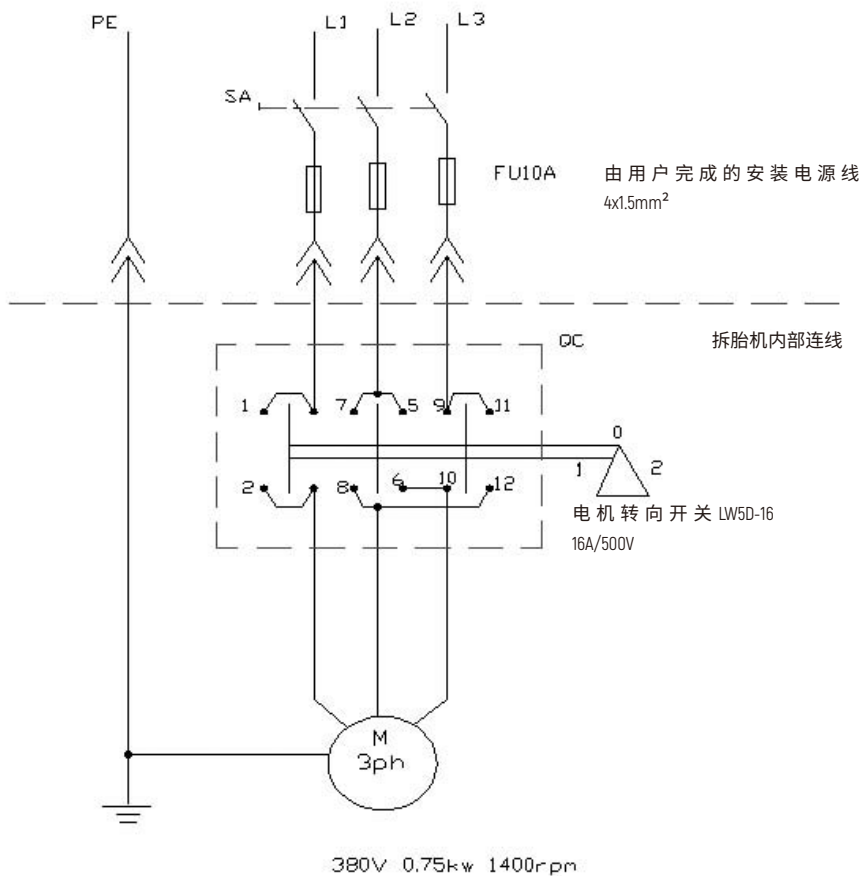 PE
L1
L2
L3
SA
FU10A
由用户完成的安装电源线
4x1.5mm²
QC
拆胎机内部连线
1
7
5
9
11
0
1
2
2
8
6
10
12
电机转向开关 LW5D-16
16A/500V
M
3ph
380V 0.75kw 1400rpm